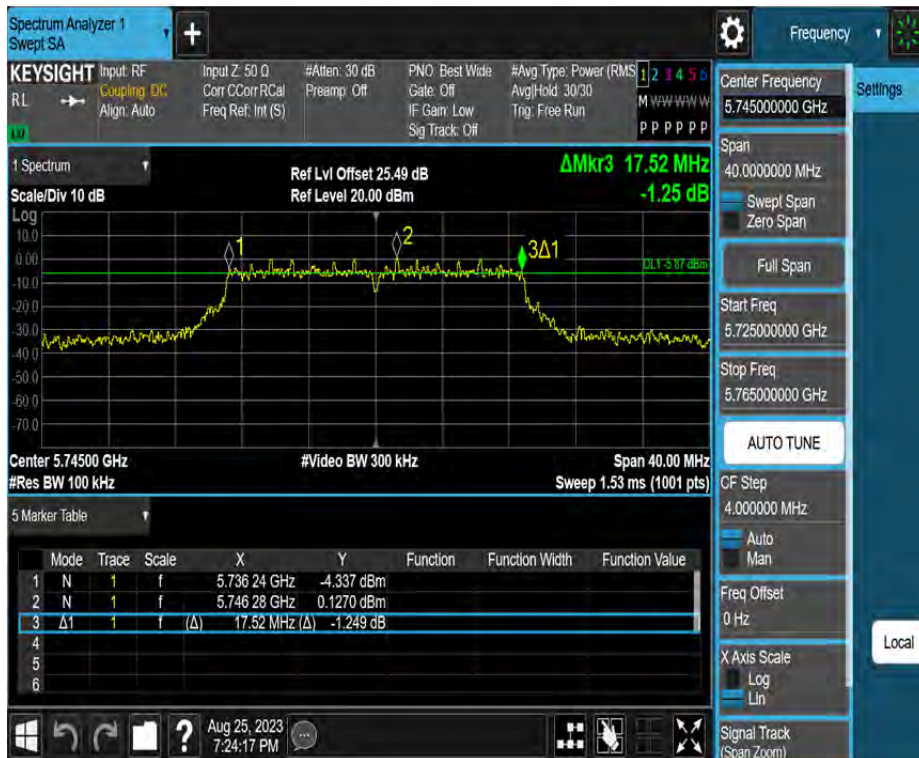 Spectrum Analyzer 1
Swept SA
+
Frequency
KEYSIGHT
RL
Input: RF
Coupling: DC
Align: Auto
Input Z: 50 Ω
Corr CCorr RCal
Freq Ref: Int (S)
#Atten: 30 dB
Preamp: Off
PNO: Best Wide
Gate: Off
IF Gain: Low
Sig Track: Off
#Avg Type: Power (RMS
Avg|Hold: 30/30
Trig: Free Run
1 2 3 4 5 6
M W W W W W
P P P P P P
1 Spectrum
Scale/Div 10 dB
Ref Lvl Offset 25.49 dB
Ref Level 20.00 dBm
ΔMkr3 17.52 MHz
-1.25 dB
Log
10.0
0.00
-10.0
-20.0
-30.0
-40.0
-50.0
-60.0
-70.0
1
2
3Δ1
DL1 -5.87 dBm
Center 5.74500 GHz
#Video BW 300 kHz
Span 40.00 MHz
#Res BW 100 kHz
Sweep 1.53 ms (1001 pts)
5 Marker Table
Mode Trace Scale X Y Function Function Width Function Value
1 N 1 f 5.736 24 GHz -4.337 dBm
2 N 1 f 5.746 28 GHz 0.1270 dBm
3 Δ1 1 f (Δ) 17.52 MHz (Δ) -1.249 dB
4
5
6
?
Aug 25, 2023
7:24:17 PM
Center Frequency
5.745000000 GHz
Span
40.0000000 MHz
Swept Span
Zero Span
Full Span
Start Freq
5.725000000 GHz
Stop Freq
5.765000000 GHz
AUTO TUNE
CF Step
4.000000 MHz
Auto
Man
Freq Offset
0 Hz
X Axis Scale
Log
Lin
Signal Track
(Span Zoom)
Settings
Local